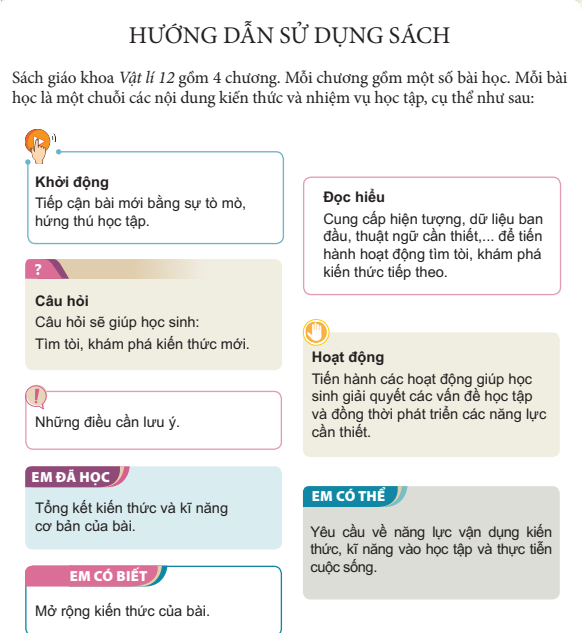 HƯỚNG DẪN SỬ DỤNG SÁCH
Sách giáo khoa Vật lí 12 gồm 4 chương. Mỗi chương gồm một số bài học. Mỗi bài
học là một chuỗi các nội dung kiến thức và nhiệm vụ học tập, cụ thể như sau:
Khởi động
Tiếp cận bài mới bằng sự tò mò,
hứng thú học tập.
?
Câu hỏi
Câu hỏi sẽ giúp học sinh:
Tìm tòi, khám phá kiến thức mới.
!
Những điều cần lưu ý.
EM ĐÃ HỌC
Tổng kết kiến thức và kĩ năng
cơ bản của bài.
EM CÓ BIẾT
Mở rộng kiến thức của bài.
Đọc hiểu
Cung cấp hiện tượng, dữ liệu ban
đầu, thuật ngữ cần thiết,... để tiến
hành hoạt động tìm tòi, khám phá
kiến thức tiếp theo.
Hoạt động
Tiến hành các hoạt động giúp học
sinh giải quyết các vấn đề học tập
và đồng thời phát triển các năng lực
cần thiết.
EM CÓ THỂ
Yêu cầu về năng lực vận dụng kiến
thức, kĩ năng vào học tập và thực tiễn
cuộc sống.